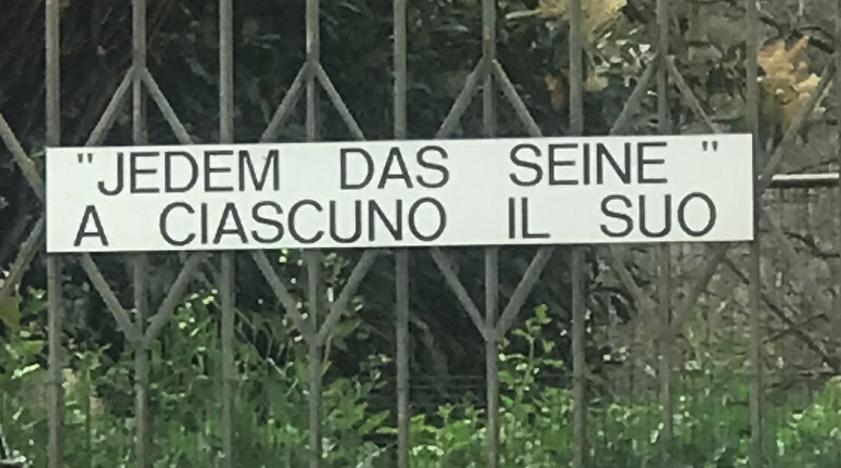 "JEDEM DAS SEINE"
A CIASCUNO IL SUO